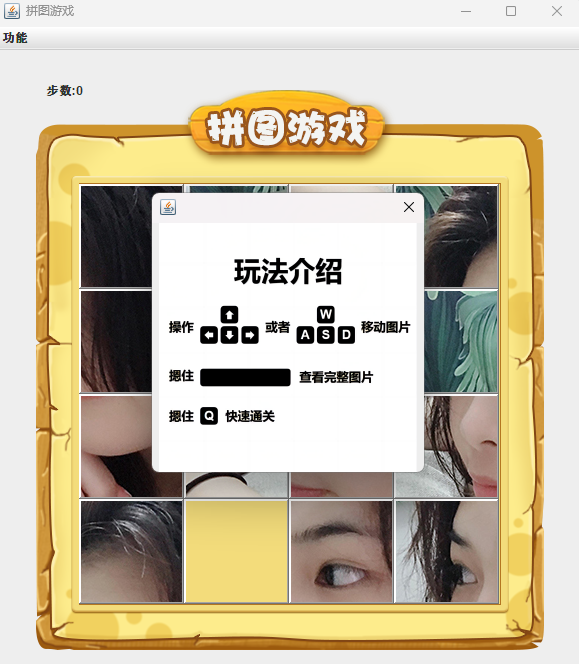 拼图游戏
功能
步数:0
拼图游戏
玩法介绍
操作 或者 W 移动图片
A S D
摁住 查看完整图片
摁住 Q 快速通关